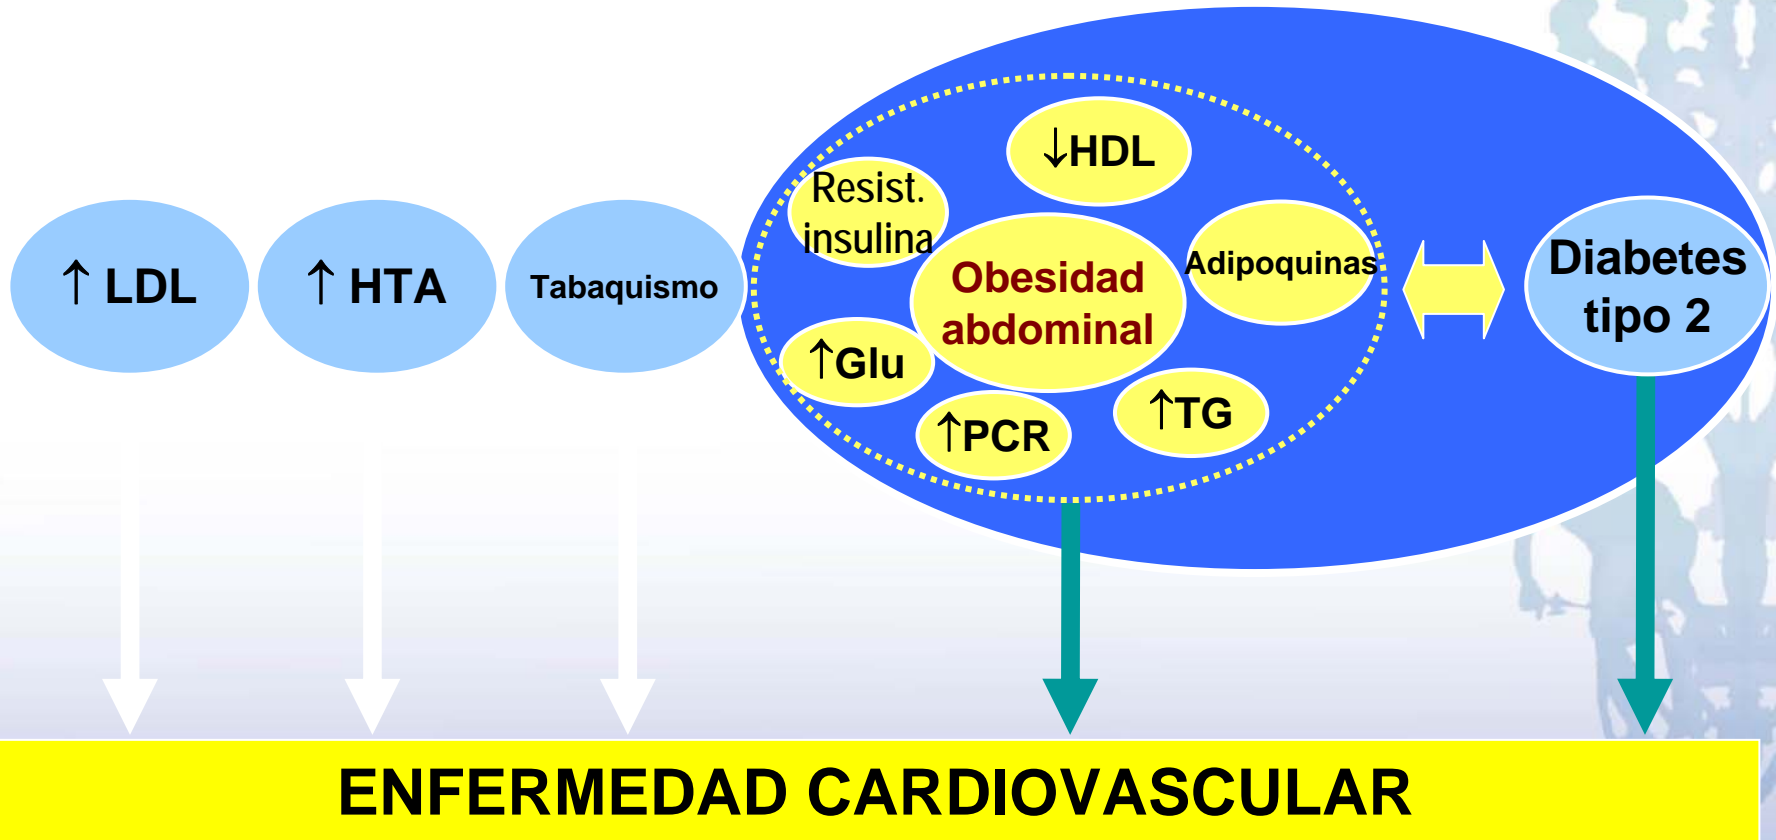 ↑ LDL
↑ HTA
Tabaquismo
Resist.
insulina
↓HDL
Obesidad
abdominal
Adipoquinas
↑Glu
↑PCR
↑TG
Diabetes
tipo 2
ENFERMEDAD CARDIOVASCULAR